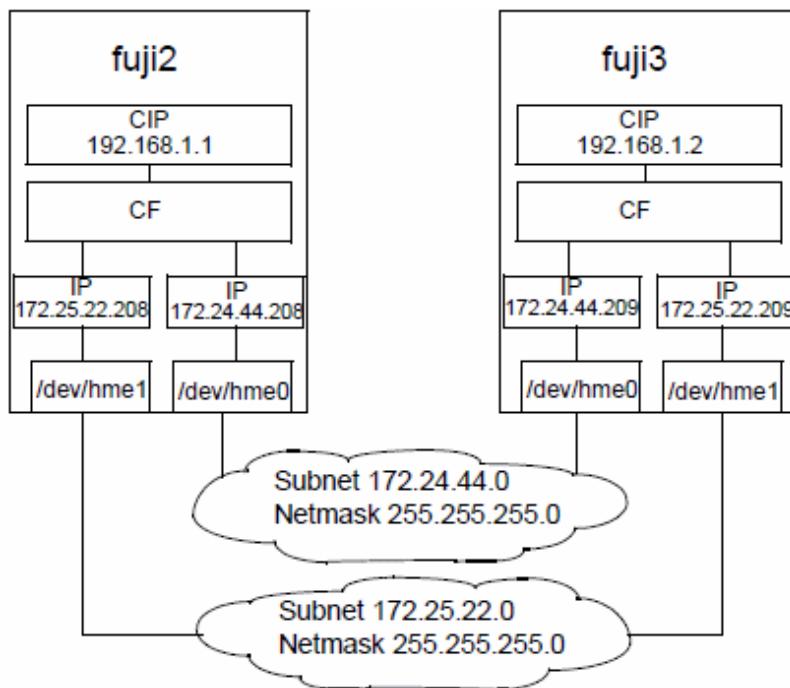 fuji2
CIP
192.168.1.1
CF
IP
172.25.22.208
IP
172.24.44.208
/dev/hme1
/dev/hme0
fuji3
CIP
192.168.1.2
CF
IP
172.24.44.209
IP
172.25.22.209
/dev/hme0
/dev/hme1
Subnet 172.24.44.0
Netmask 255.255.255.0
Subnet 172.25.22.0
Netmask 255.255.255.0